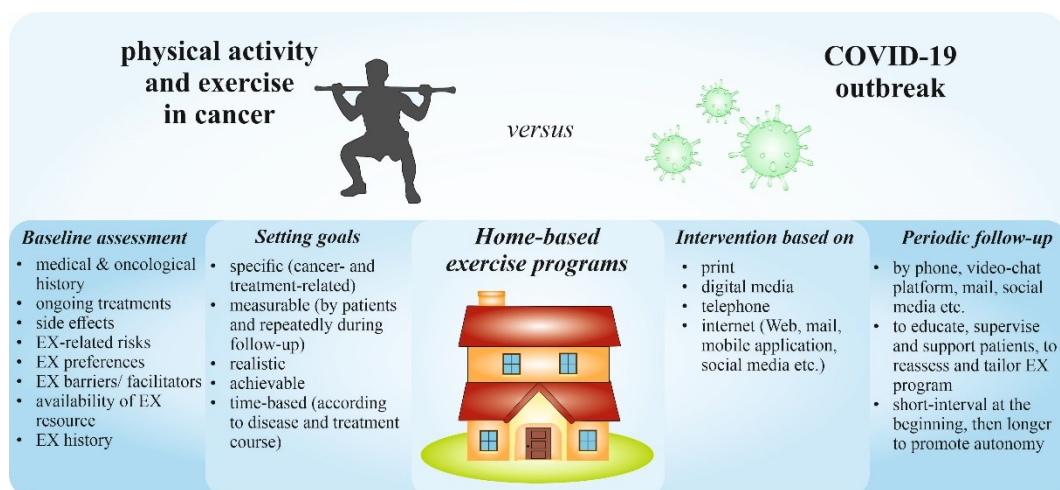 physical activity
and exercise
in cancer
versus
COVID-19
outbreak
Baseline assessment
• medical & oncological
history
• ongoing treatments
• side effects
• EX-related risks
• EX preferences
• EX barriers/ facilitators
• availability of EX
resource
• EX history
Setting goals
• specific (cancer- and
treatment-related)
• measurable (by patients
and repeatedly during
follow-up)
• realistic
• achievable
• time-based (according
to disease and treatment
course)
Home-based
exercise programs
Intervention based on
• print
• digital media
• telephone
• internet (Web, mail,
mobile application,
social media etc.)
Periodic follow-up
• by phone, video-chat
platform, mail, social
media etc.
• to educate, supervise
and support patients, to
reassess and tailor EX
program
• short-interval at the
beginning, then longer
to promote autonomy